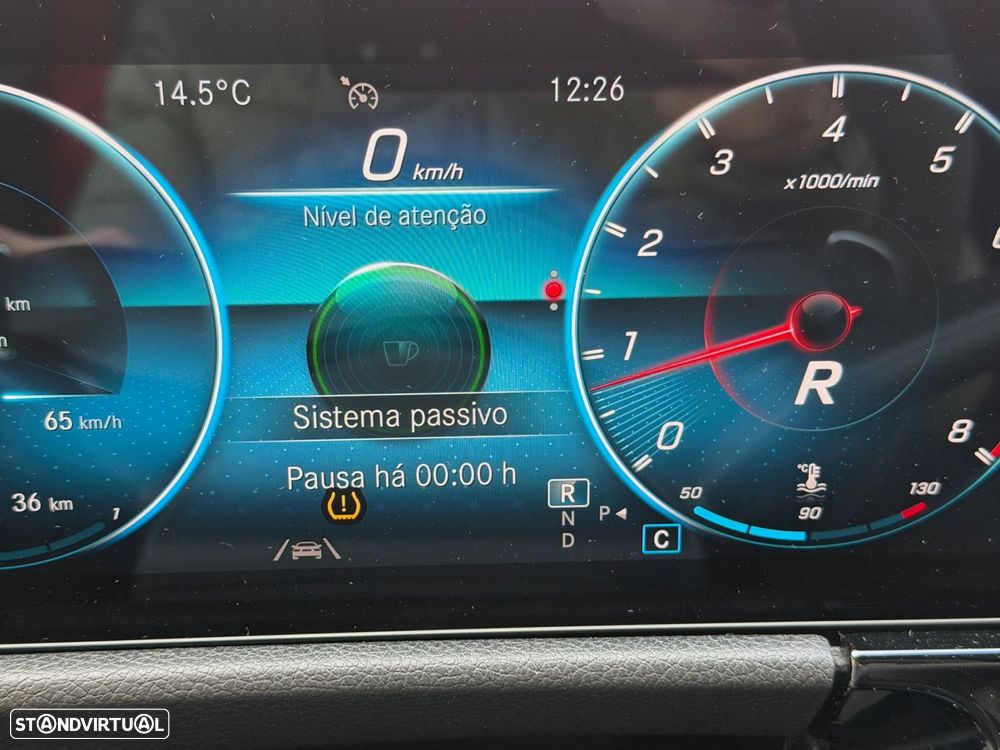 14.5°C
12:26
0 km/h
Nível de atenção
Sistema passivo
Pausa há 00:00 h
R
N
D
P
C
km
65 km/h
36 km
1
0
1
2
3
4
5
8
x1000/min
R
°C
50
90
130
STANDVIRTUAL